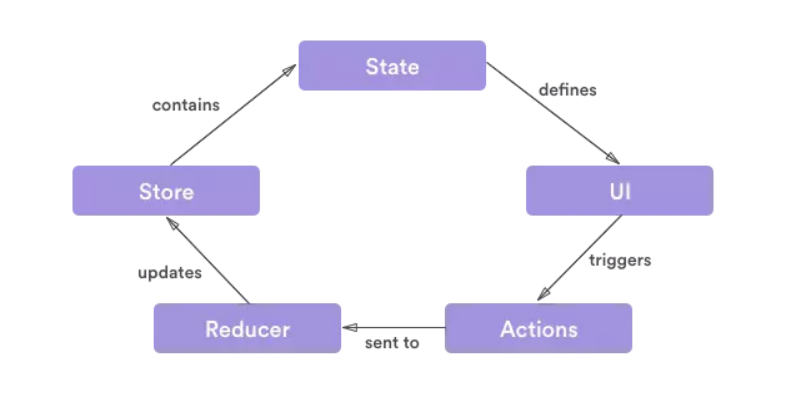 State
contains
defines
Store
UI
updates
triggers
Reducer
sent to
Actions